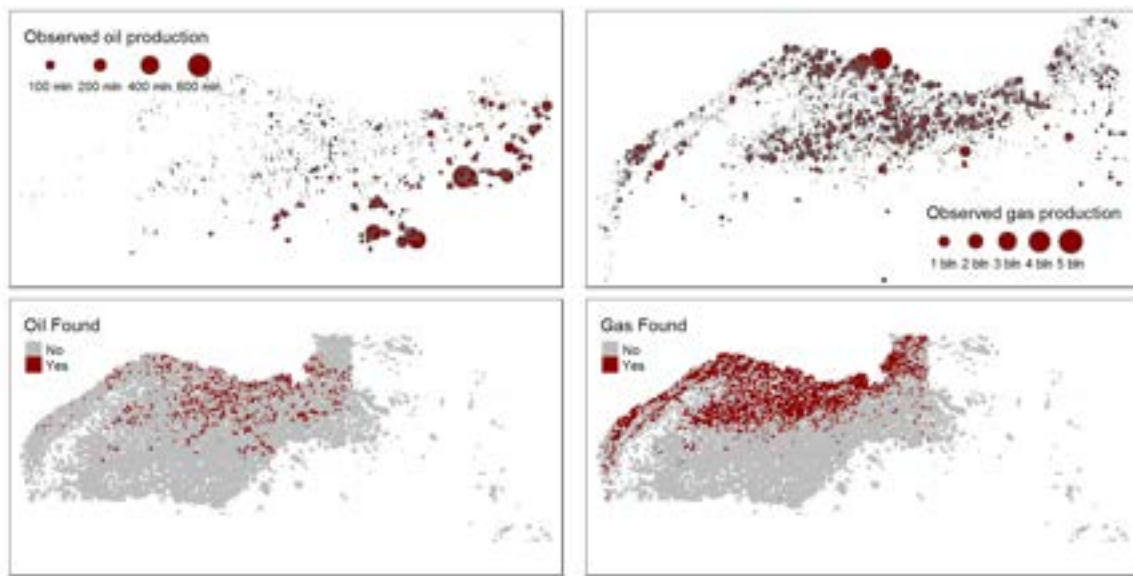 Observed oil production
100 mln 200 mln 400 mln 600 mln
Observed gas production
1 bln 2 bln 3 bln 4 bln 5 bln
Oil Found
No
Yes
Gas Found
No
Yes